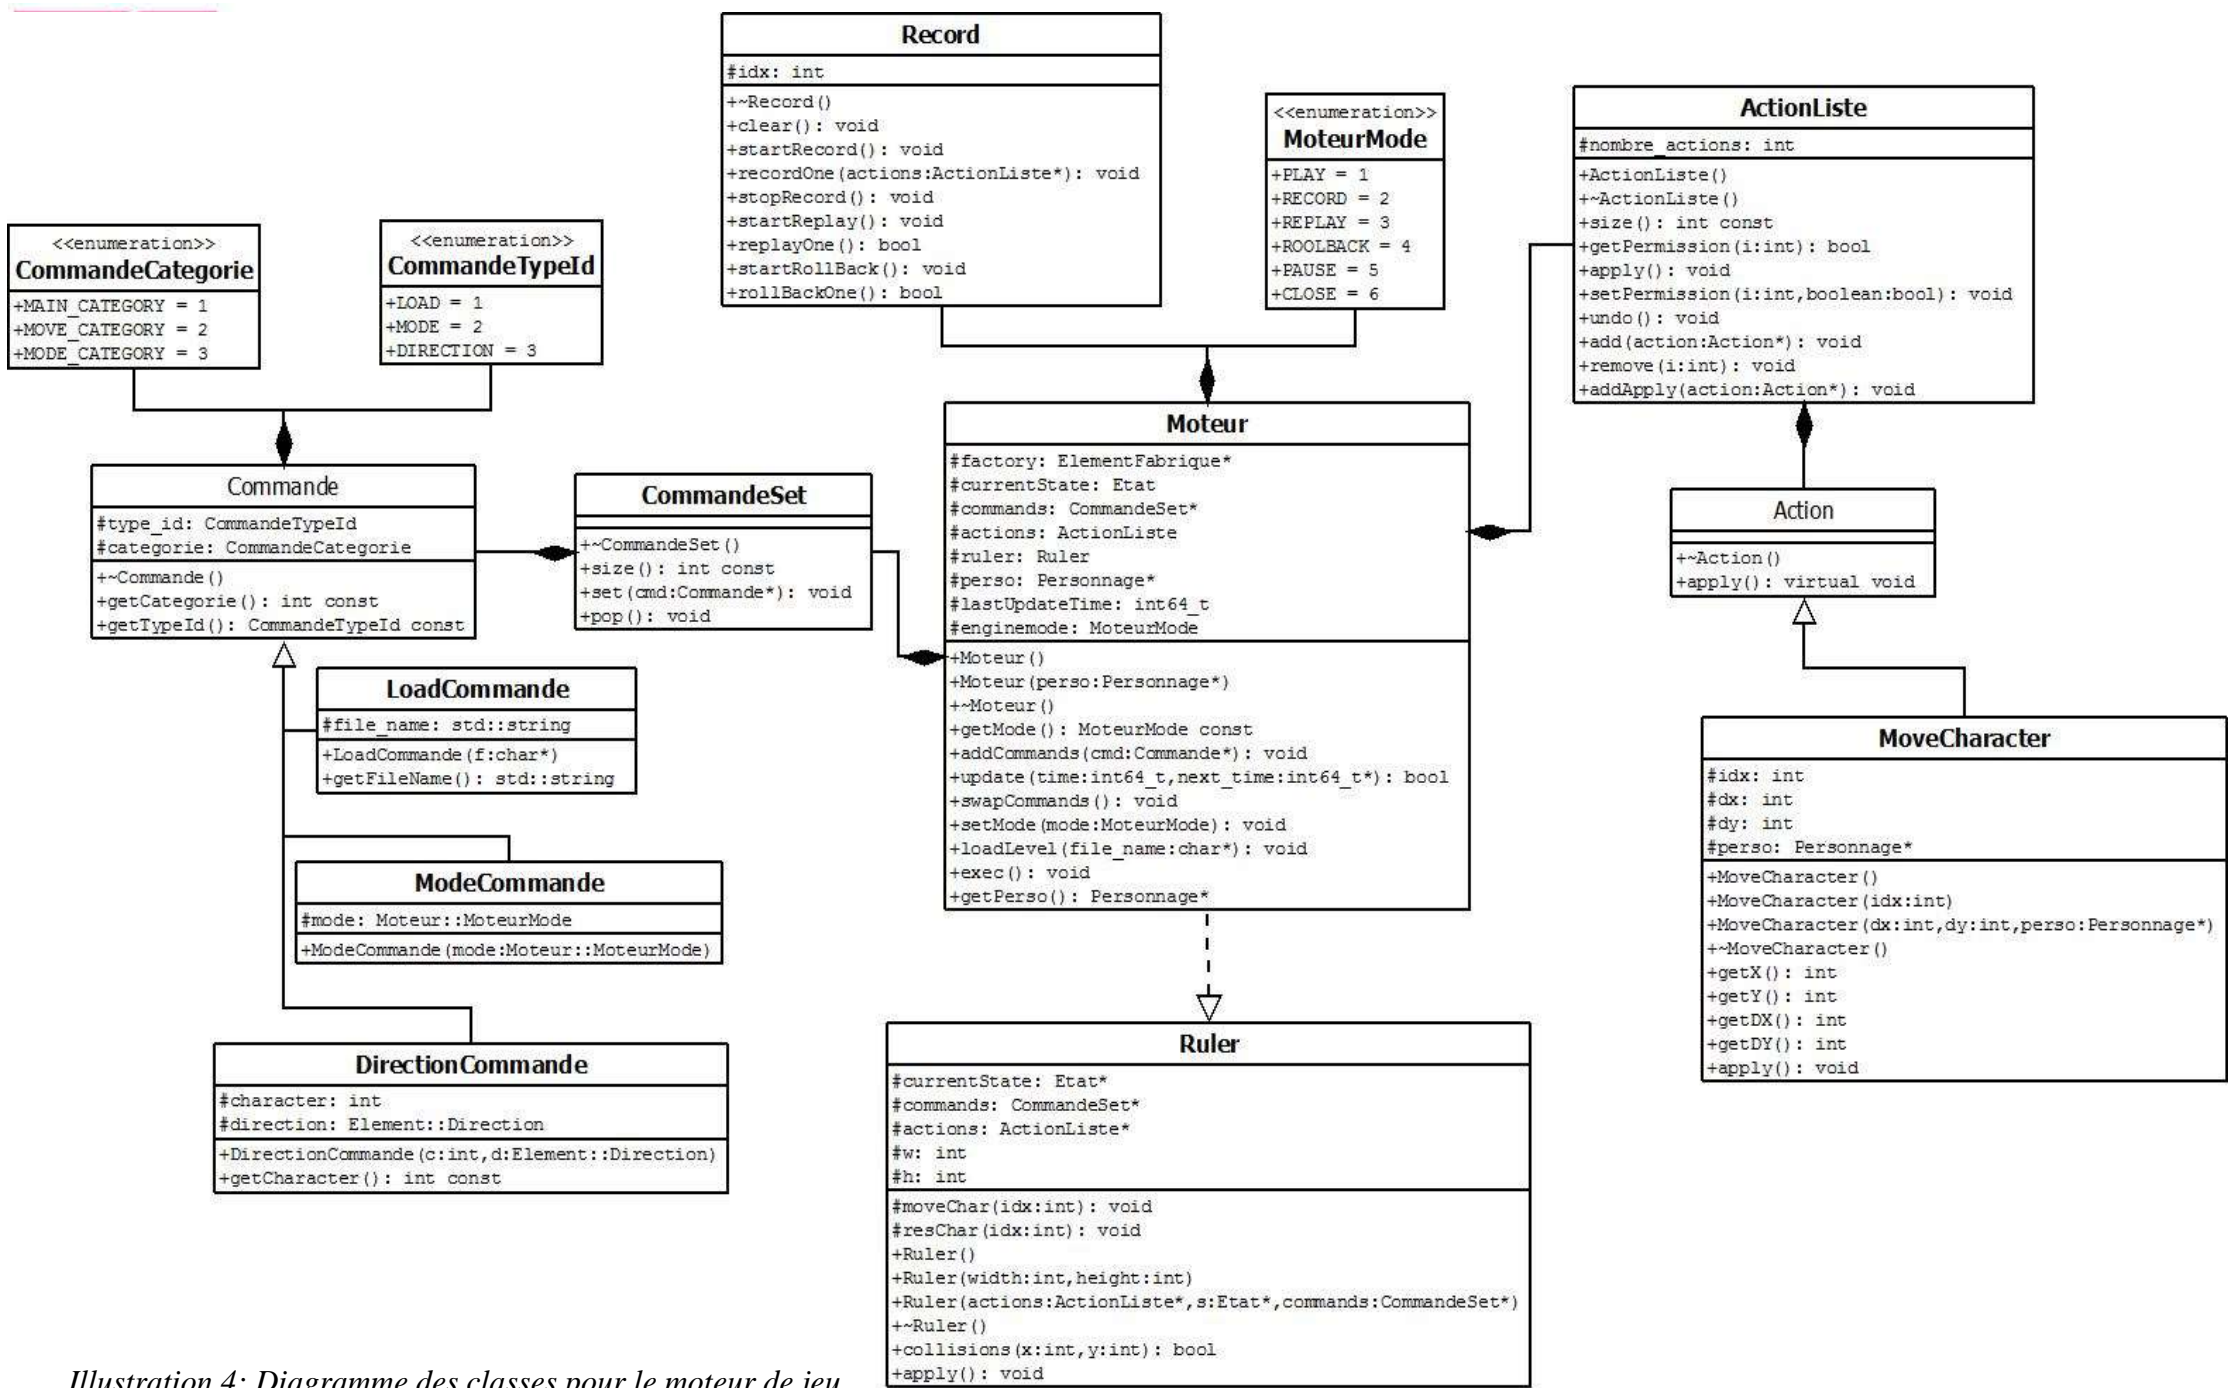 Record
#idx: int
+~Record()
+clear(): void
+startRecord(): void
+recordOne(actions:ActionListe*): void
+stopRecord(): void
+startReplay(): void
+replayOne(): bool
+startRollBack(): void
+rollBackOne(): bool
<<enumeration>>
MoteurMode
+PLAY = 1
+RECORD = 2
+REPLAY = 3
+ROOLBACK = 4
+PAUSE = 5
+CLOSE = 6
ActionListe
#nombre_actions: int
+ActionListe()
+~ActionListe()
+size(): int const
+getPermission(i:int): bool
+apply(): void
+setPermission(i:int,boolean:bool): void
+undo(): void
+add(action:Action*): void
+remove(i:int): void
+addApply(action:Action*): void
<<enumeration>>
CommandeCategorie
+MAIN_CATEGORY = 1
+MOVE_CATEGORY = 2
+MODE_CATEGORY = 3
<<enumeration>>
CommandeTypeId
+LOAD = 1
+MODE = 2
+DIRECTION = 3
Commande
#type_id: CommandeTypeId
#categorie: CommandeCategorie
+~Commande()
+getCategorie(): int const
+getTypeId(): CommandeTypeId const
CommandeSet
+~CommandeSet()
+size(): int const
+set(cmd:Commande*): void
+pop(): void
Moteur
#factory: ElementFabrique*
#currentState: Etat
#commands: CommandeSet*
#actions: ActionListe
#ruler: Ruler
#perso: Personnage*
#lastUpdateTime: int64_t
#enginemode: MoteurMode
+Moteur()
+Moteur(perso:Personnage*)
+~Moteur()
+getMode(): MoteurMode const
+addCommands(cmd:Commande*): void
+update(time:int64_t,next_time:int64_t*): bool
+swapCommands(): void
+setMode(mode:MoteurMode): void
+loadLevel(file_name:char*): void
+exec(): void
+getPerso(): Personnage*
Action
+~Action()
+apply(): virtual void
LoadCommande
#file_name: std::string
+LoadCommande(f:char*)
+getFileName(): std::string
ModeCommande
#mode: Moteur::MoteurMode
+ModeCommande(mode:Moteur::MoteurMode)
DirectionCommande
#character: int
#direction: Element::Direction
+DirectionCommande(c:int,d:Element::Direction)
+getCharacter(): int const
MoveCharacter
#idx: int
#dx: int
#dy: int
#perso: Personnage*
+MoveCharacter()
+MoveCharacter(idx:int)
+MoveCharacter(dx:int,dy:int,perso:Personnage*)
+~MoveCharacter()
+getX(): int
+getY(): int
+getDX(): int
+getDY(): int
+apply(): void
Ruler
#currentState: Etat*
#commands: CommandeSet*
#actions: ActionListe*
#w: int
#h: int
#moveChar(idx:int): void
#resChar(idx:int): void
+Ruler()
+Ruler(width:int,height:int)
+Ruler(actions:ActionListe*,s:Etat*,commands:CommandeSet*)
+~Ruler()
+collisions(x:int,y:int): bool
+apply(): void
Illustration 4: Diagramme des classes pour le moteur de jeu